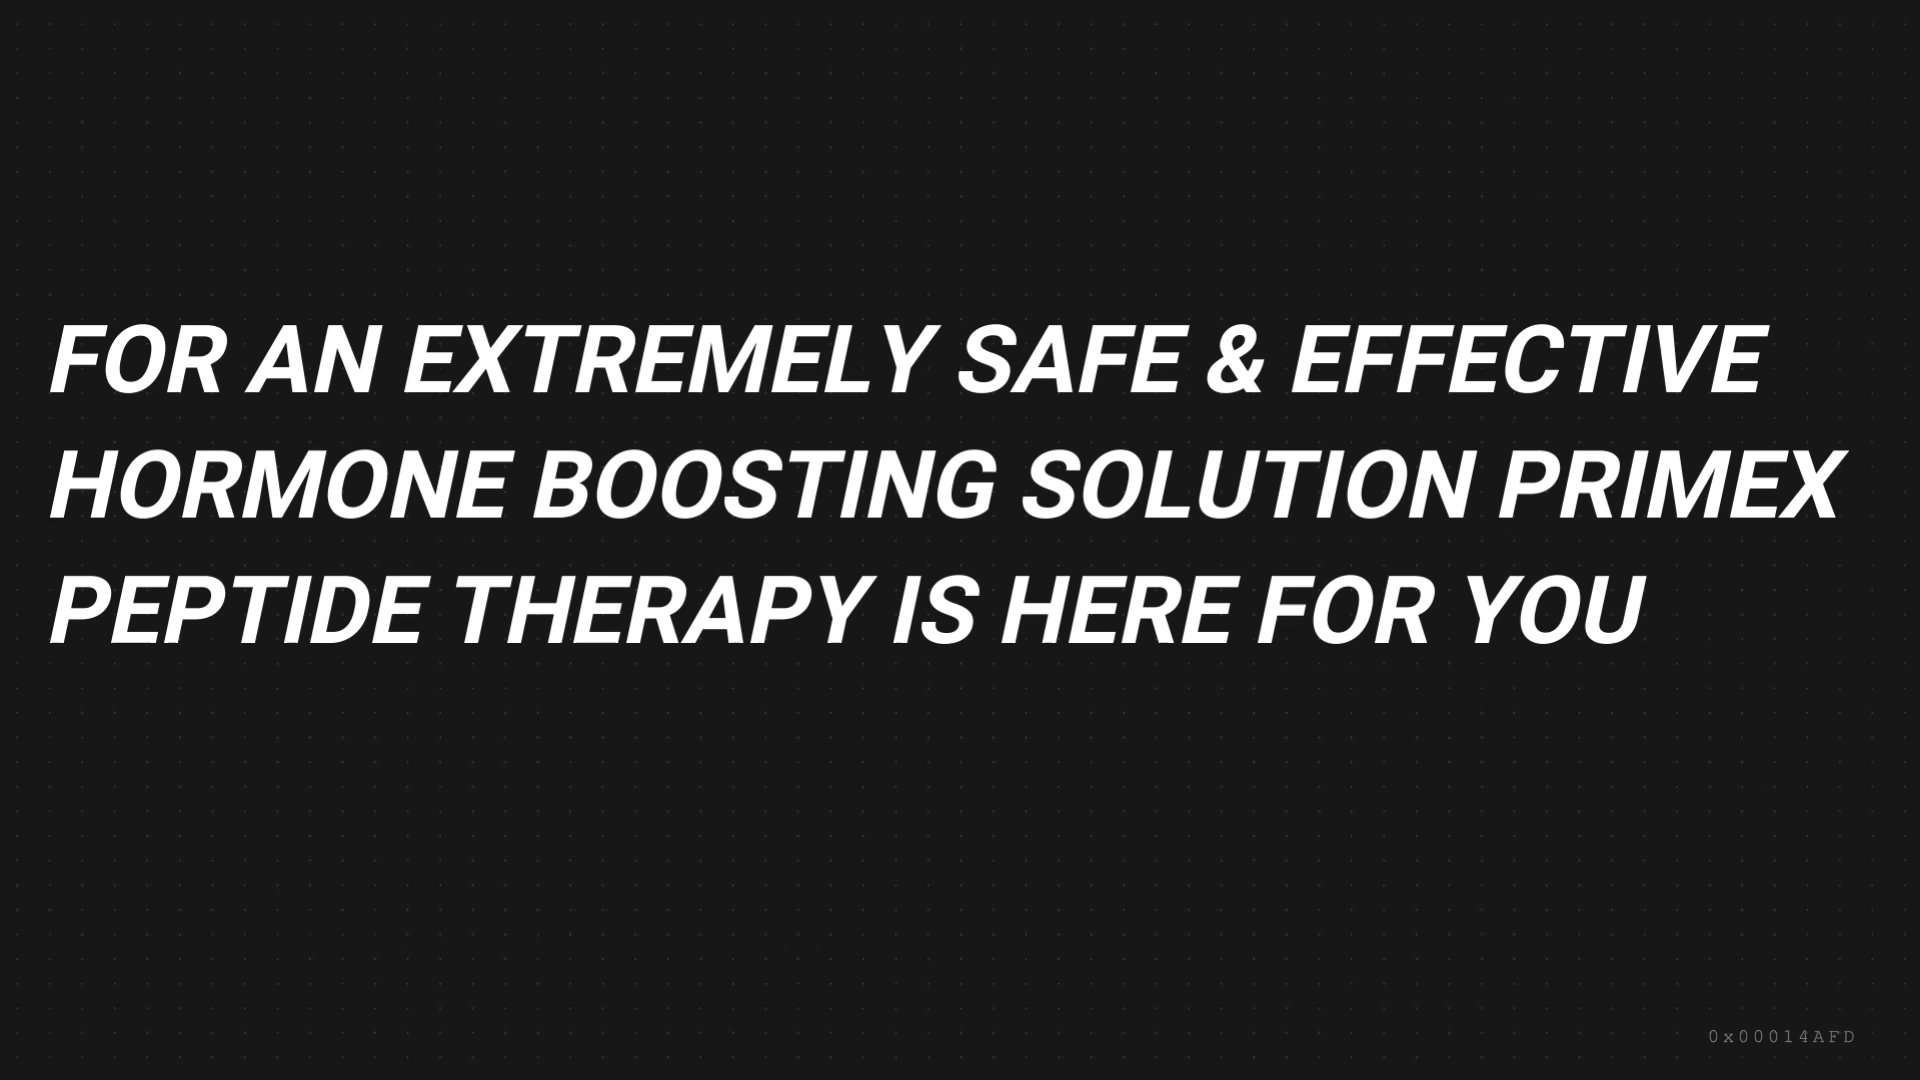 FOR AN EXTREMELY SAFE & EFFECTIVE
HORMONE BOOSTING SOLUTION PRIMEX
PEPTIDE THERAPY IS HERE FOR YOU
0x00014AFD